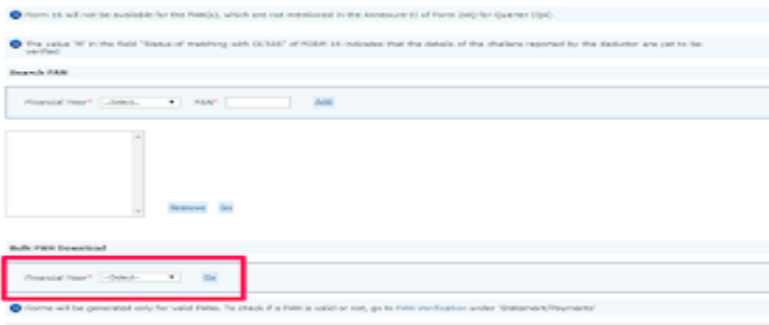 Form 16 will not be available for the PAN(s), which are not mentioned in the Annexure-II of Form 24Q for Quarter (Q4)
The value 'M' in the field "Status of matching with OLTAS" of FORM 16 indicates that the details of the challans reported by the deductor are yet to be
verified
Search PAN
Financial Year* --Select-- PAN* Add
Remove Go
Bulk PAN Download
Financial Year* --Select-- Go
Forms will be generated only for valid PANs. To check if a PAN is valid or not, go to PAN Verification under 'Statement/Payments'